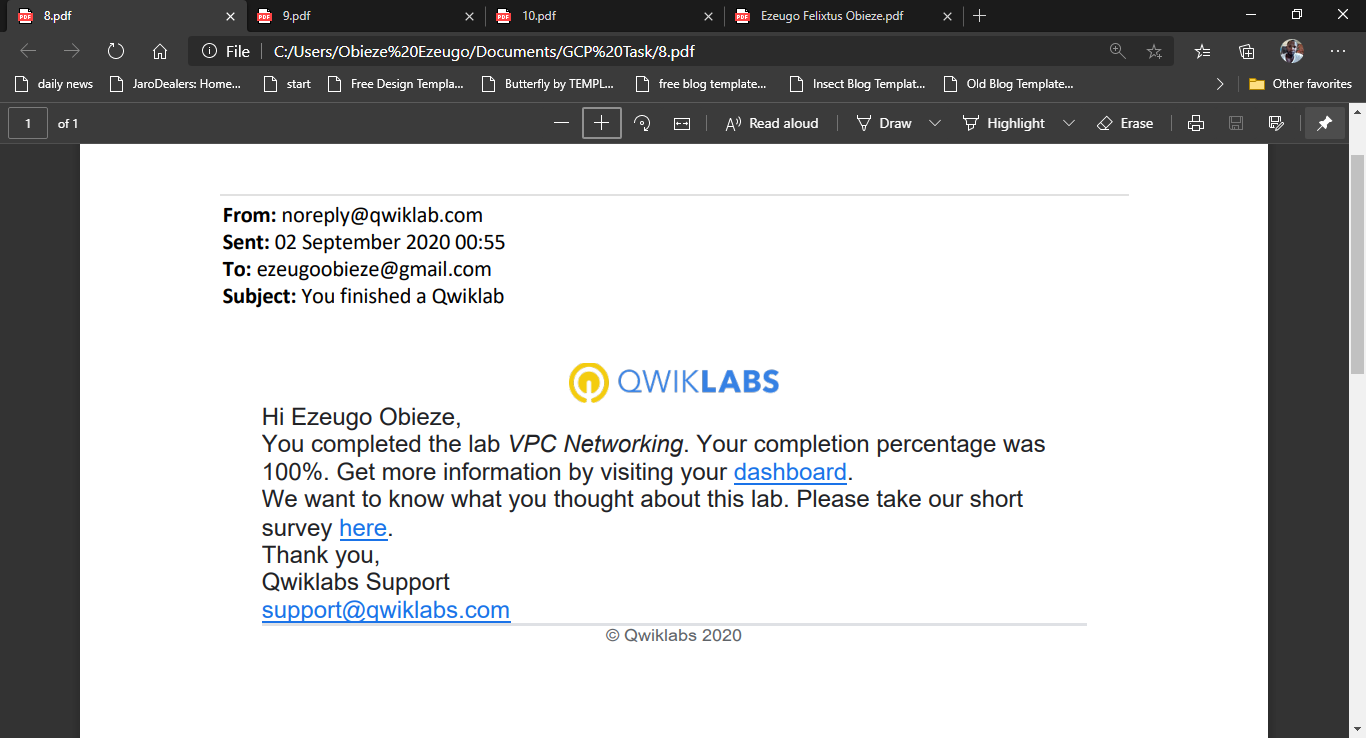 8.pdf
9.pdf
10.pdf
Ezeugo Felixtus Obieze.pdf
File
C:/Users/Obieze%20Ezeugo/Documents/GCP%20Task/8.pdf
daily news
JaroDealers: Home...
start
Free Design Templa...
Butterfly by TEMPL...
free blog template...
Insect Blog Templat...
Old Blog Template...
Other favorites
1 of 1
Read aloud
Draw
Highlight
Erase
From: noreply@qwiklab.com
Sent: 02 September 2020 00:55
To: ezeugoobieze@gmail.com
Subject: You finished a Qwiklab
QWIKLABS
Hi Ezeugo Obieze,
You completed the lab VPC Networking. Your completion percentage was
100%. Get more information by visiting your dashboard.
We want to know what you thought about this lab. Please take our short
survey here.
Thank you,
Qwiklabs Support
support@qwiklabs.com
© Qwiklabs 2020